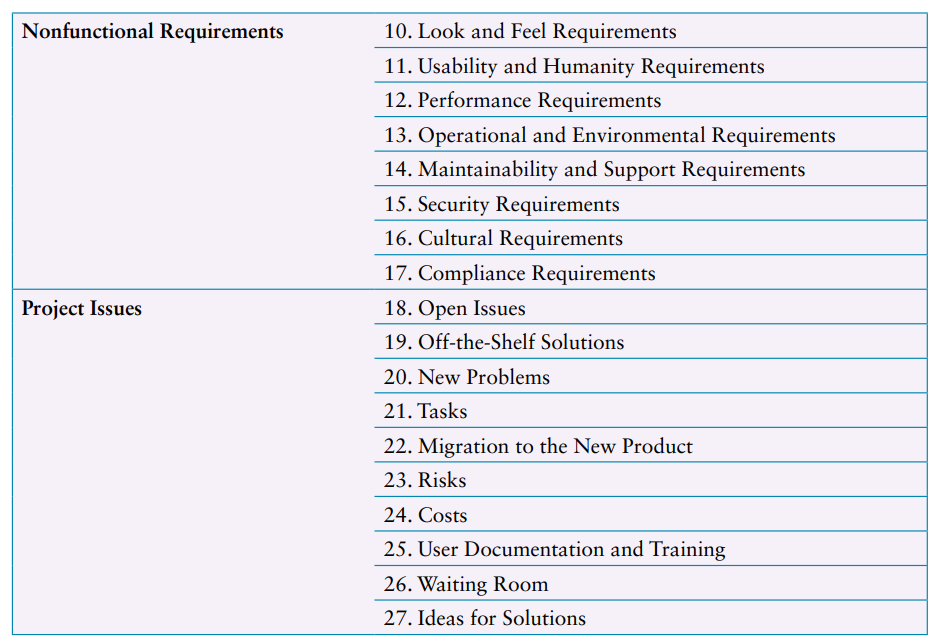 Nonfunctional Requirements
10. Look and Feel Requirements
11. Usability and Humanity Requirements
12. Performance Requirements
13. Operational and Environmental Requirements
14. Maintainability and Support Requirements
15. Security Requirements
16. Cultural Requirements
17. Compliance Requirements
Project Issues
18. Open Issues
19. Off-the-Shelf Solutions
20. New Problems
21. Tasks
22. Migration to the New Product
23. Risks
24. Costs
25. User Documentation and Training
26. Waiting Room
27. Ideas for Solutions